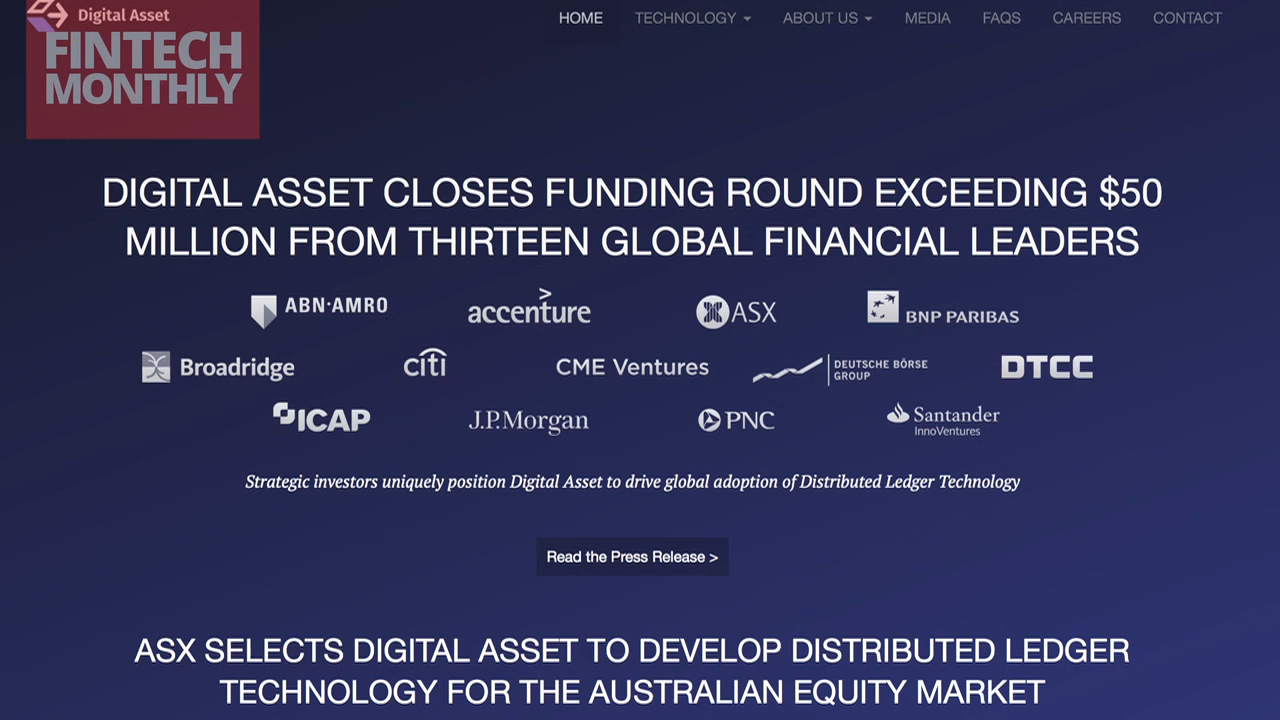 Digital Asset
FINTECH
MONTHLY
HOME TECHNOLOGY ABOUT US MEDIA FAQS CAREERS CONTACT
DIGITAL ASSET CLOSES FUNDING ROUND EXCEEDING $50
MILLION FROM THIRTEEN GLOBAL FINANCIAL LEADERS
ABN·AMRO accenture ASX BNP PARIBAS
Broadridge citi CME Ventures DEUTSCHE BÖRSE
GROUP DTCC
ICAP J.P.Morgan PNC Santander
InnoVentures
Strategic investors uniquely position Digital Asset to drive global adoption of Distributed Ledger Technology
Read the Press Release >
ASX SELECTS DIGITAL ASSET TO DEVELOP DISTRIBUTED LEDGER
TECHNOLOGY FOR THE AUSTRALIAN EQUITY MARKET